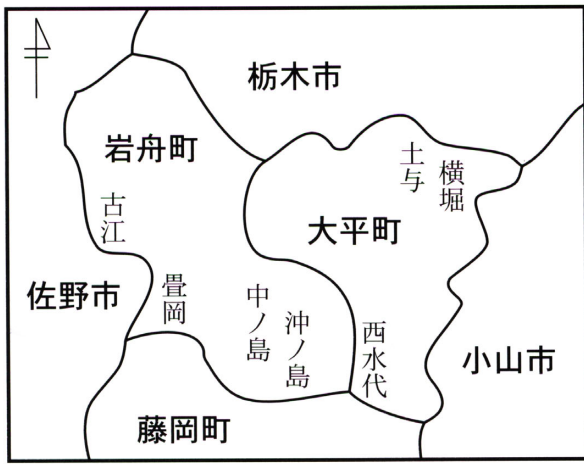 栃木市
岩舟町
土与
横堀
古江
大平町
佐野市
畳岡
中ノ島
沖ノ島
西水代
小山市
藤岡町